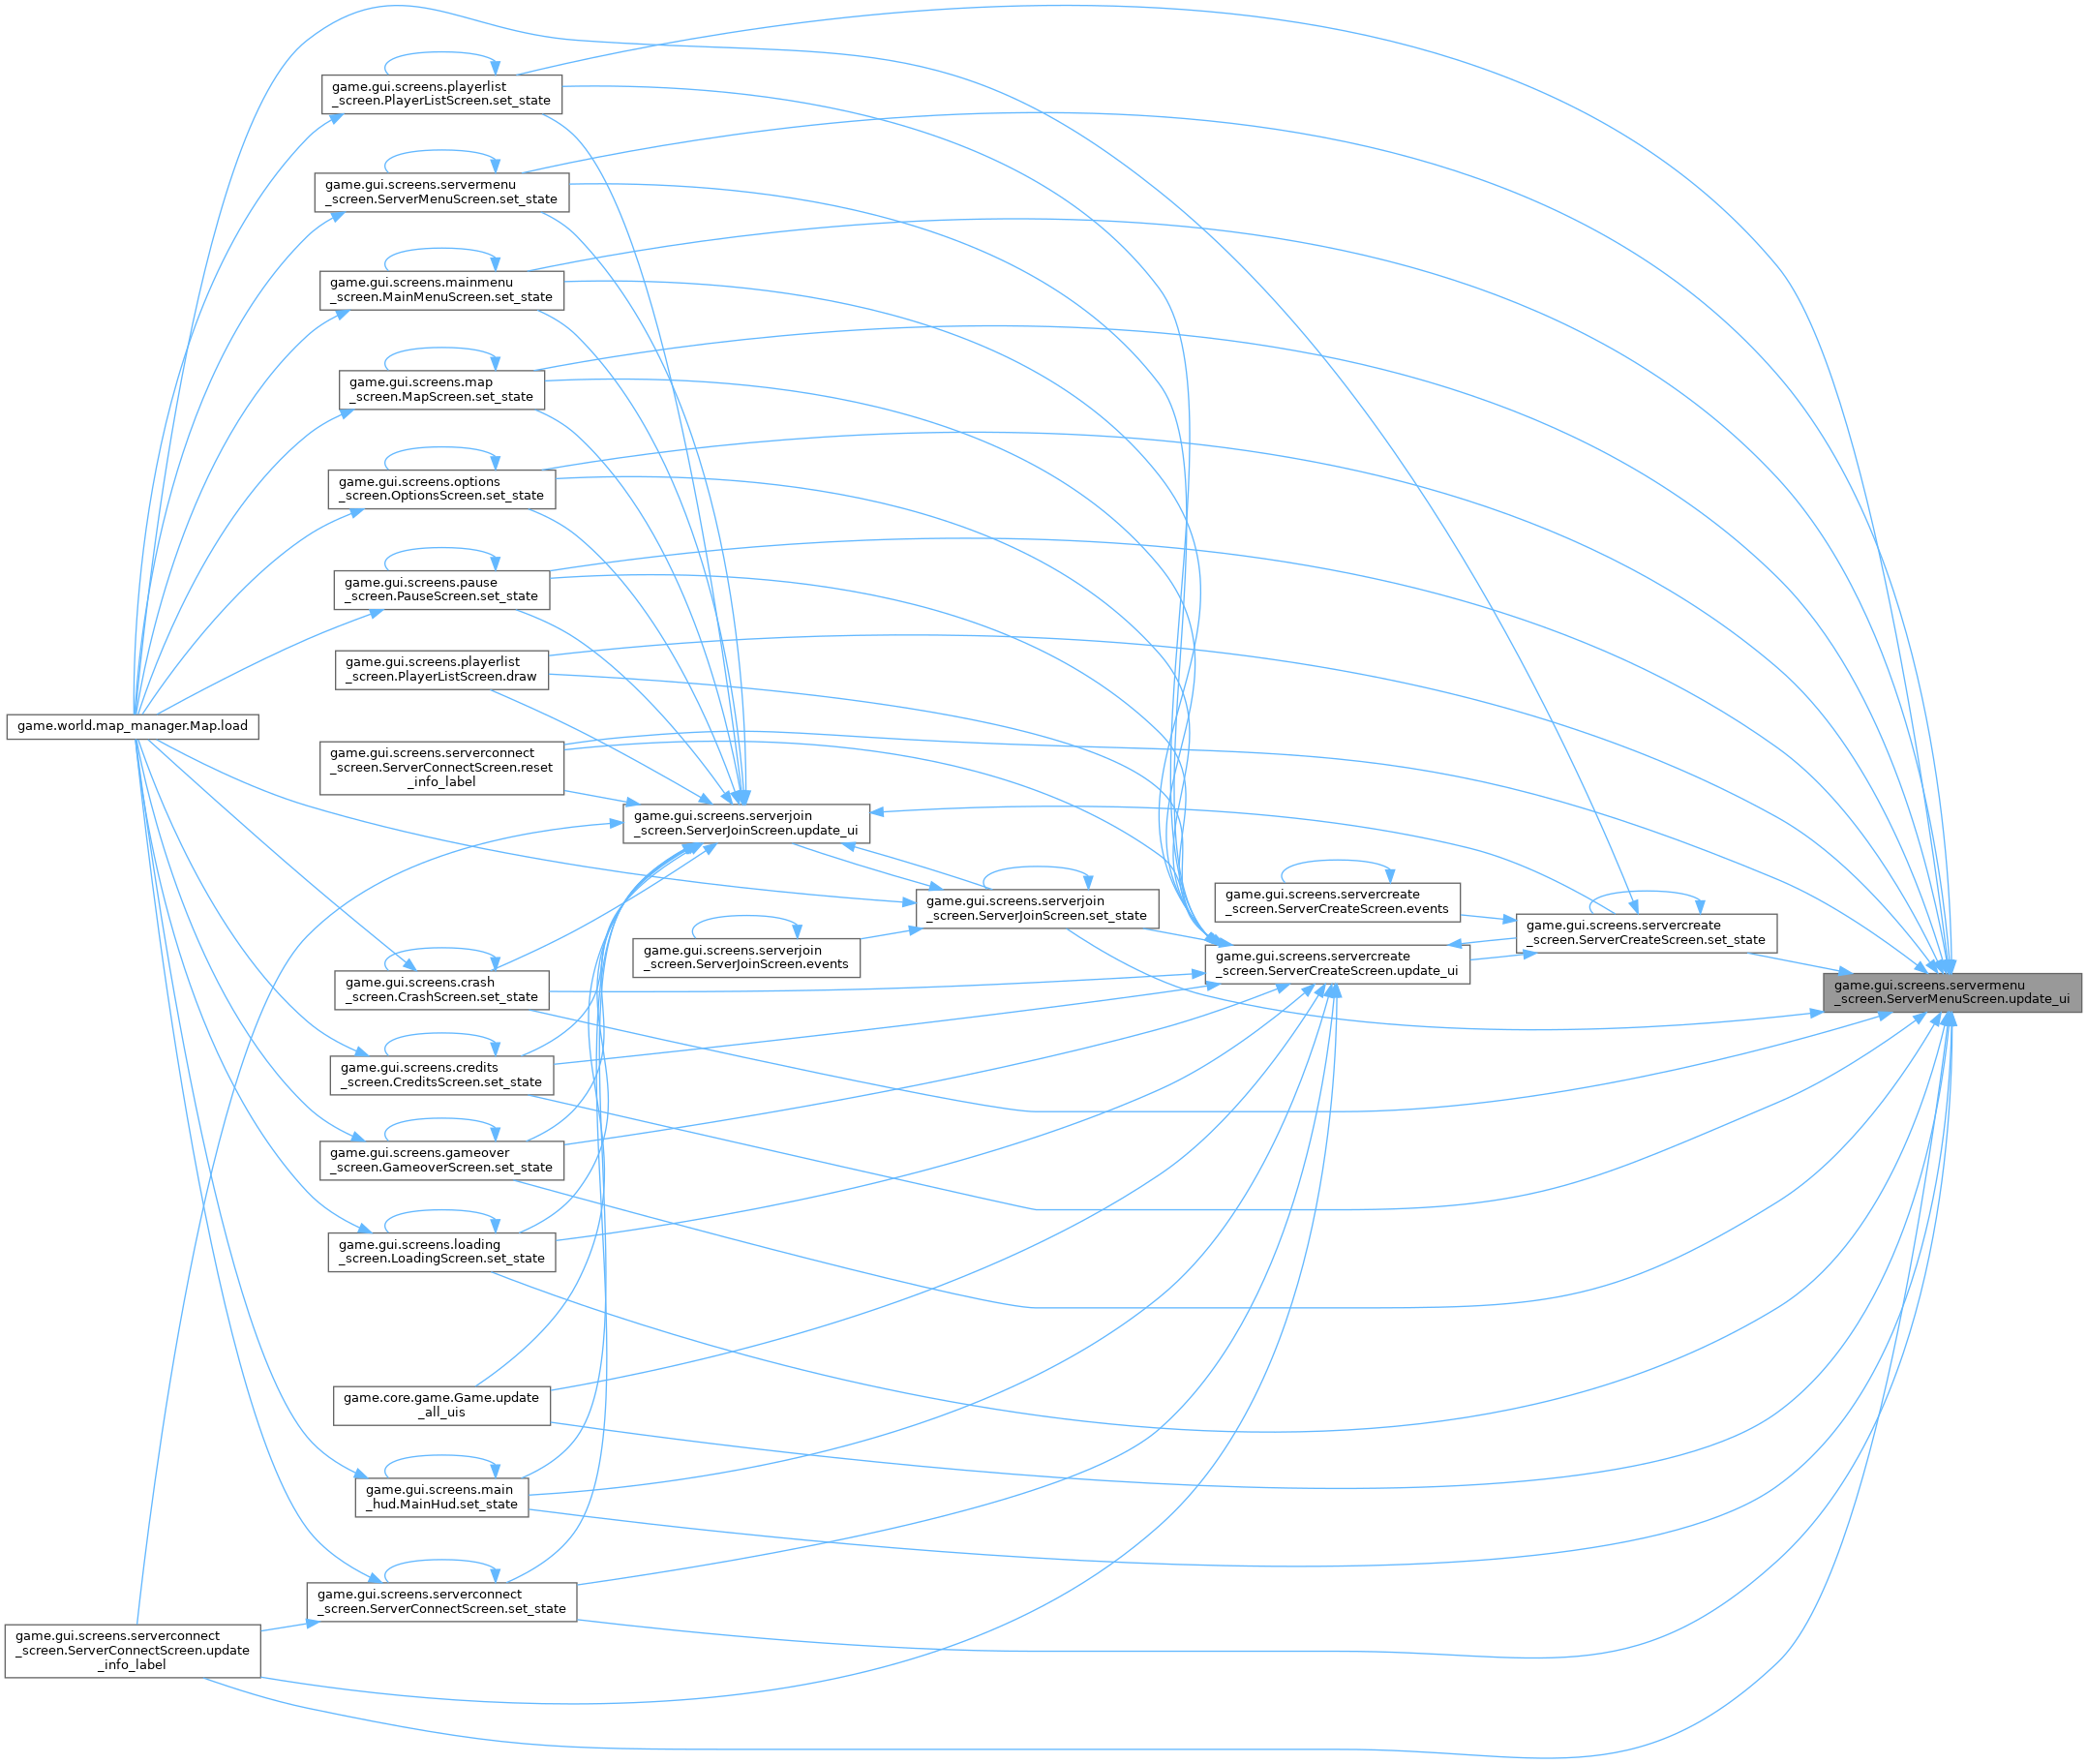 game.gui.screens.playerlist
_screen.PlayerListScreen.set_state
game.gui.screens.servermenu
_screen.ServerMenuScreen.set_state
game.gui.screens.mainmenu
_screen.MainMenuScreen.set_state
game.gui.screens.map
_screen.MapScreen.set_state
game.gui.screens.options
_screen.OptionsScreen.set_state
game.gui.screens.pause
_screen.PauseScreen.set_state
game.gui.screens.playerlist
_screen.PlayerListScreen.draw
game.world.map_manager.Map.load
game.gui.screens.serverconnect
_screen.ServerConnectScreen.reset
_info_label
game.gui.screens.serverjoin
_screen.ServerJoinScreen.update_ui
game.gui.screens.serverjoin
_screen.ServerJoinScreen.set_state
game.gui.screens.servercreate
_screen.ServerCreateScreen.events
game.gui.screens.servercreate
_screen.ServerCreateScreen.set_state
game.gui.screens.serverjoin
_screen.ServerJoinScreen.events
game.gui.screens.servercreate
_screen.ServerCreateScreen.update_ui
game.gui.screens.servermenu
_screen.ServerMenuScreen.update_ui
game.gui.screens.crash
_screen.CrashScreen.set_state
game.gui.screens.credits
_screen.CreditsScreen.set_state
game.gui.screens.gameover
_screen.GameoverScreen.set_state
game.gui.screens.loading
_screen.LoadingScreen.set_state
game.core.game.Game.update
_all_uis
game.gui.screens.main
_hud.MainHud.set_state
game.gui.screens.serverconnect
_screen.ServerConnectScreen.set_state
game.gui.screens.serverconnect
_screen.ServerConnectScreen.update
_info_label